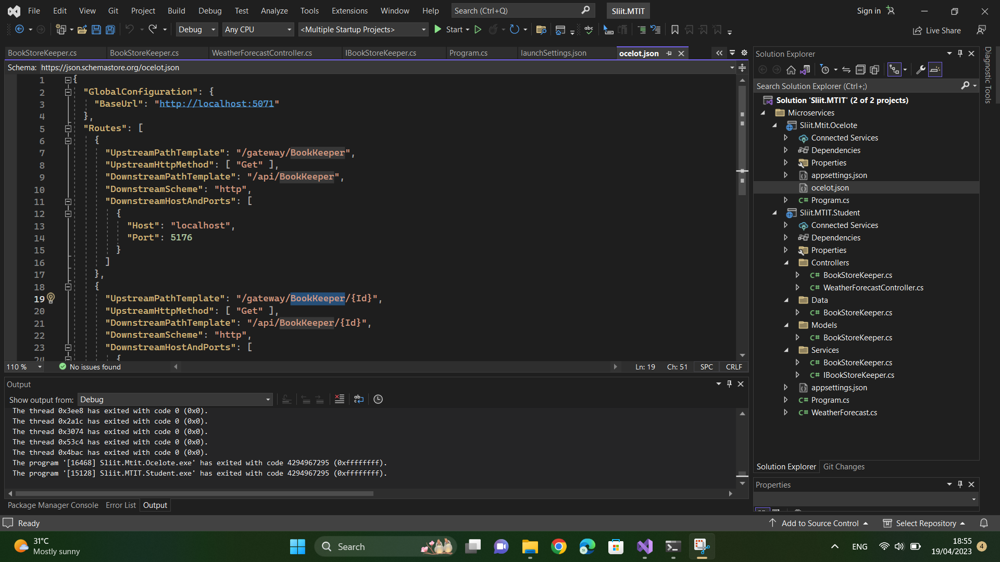 File Edit View Git Project Build Debug Test Analyze Tools Extensions Window Help Search (Ctrl+Q) Sliit.MTIT Sign in
Debug Any CPU <Multiple Startup Projects> Start Live Share
BookStoreKeeper.cs BookStoreKeeper.cs WeatherForecastController.cs IBookStoreKeeper.cs Program.cs launchSettings.json ocelot.json
Schema: https://json.schemastore.org/ocelot.json
1 {
2 "GlobalConfiguration": {
3 "BaseUrl": "http://localhost:5071"
4 },
5 "Routes": [
6 {
7 "UpstreamPathTemplate": "/gateway/BookKeeper",
8 "UpstreamHttpMethod": [ "Get" ],
9 "DownstreamPathTemplate": "/api/BookKeeper",
10 "DownstreamScheme": "http",
11 "DownstreamHostAndPorts": [
12 {
13 "Host": "localhost",
14 "Port": 5176
15 }
16 ]
17 },
18 {
19 "UpstreamPathTemplate": "/gateway/BookKeeper/{Id}",
20 "UpstreamHttpMethod": [ "Get" ],
21 "DownstreamPathTemplate": "/api/BookKeeper/{Id}",
22 "DownstreamScheme": "http",
23 "DownstreamHostAndPorts": [
24 {
110 % No issues found Ln: 19 Ch: 51 SPC CRLF
Output
Show output from: Debug
The thread 0x3ee8 has exited with code 0 (0x0).
The thread 0x2a1c has exited with code 0 (0x0).
The thread 0x3074 has exited with code 0 (0x0).
The thread 0x53c4 has exited with code 0 (0x0).
The thread 0x4bac has exited with code 0 (0x0).
The program '[16468] Sliit.Mtit.Ocelote.exe' has exited with code 4294967295 (0xffffffff).
The program '[15128] Sliit.MTIT.Student.exe' has exited with code 4294967295 (0xffffffff).
Package Manager Console Error List Output
Solution Explorer
Search Solution Explorer (Ctrl+;)
Solution 'Sliit.MTIT' (2 of 2 projects)
Microservices
Sliit.Mtit.Ocelote
Connected Services
Dependencies
Properties
appsettings.json
ocelot.json
C# Program.cs
Sliit.MTIT.Student
Connected Services
Dependencies
Properties
Controllers
C# BookStoreKeeper.cs
C# WeatherForecastController.cs
Data
C# BookStoreKeeper.cs
Models
C# BookStoreKeeper.cs
Services
C# BookStoreKeeper.cs
C# IBookStoreKeeper.cs
appsettings.json
C# Program.cs
C# WeatherForecast.cs
Solution Explorer Git Changes
Properties
Diagnostic Tools
Ready Add to Source Control Select Repository
31°C
Mostly sunny
Search
ENG
18:55
19/04/2023
4